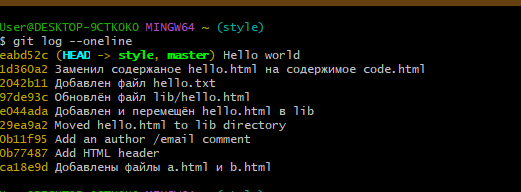 User@DESKTOP-9CTKOKO MINGW64 ~ (style)
$ git log --oneline
eabd52c (HEAD -> style, master) Hello world
1d360a2 Заменил содержаное hello.html на содержимое code.html
2042b11 Добавлен файл hello.txt
97de93c Обновлён файл lib/hello.html
e044ada Добавлен и перемещён hello.html в lib
29ea9a2 Moved hello.html to lib directory
0b11f95 Add an author /email comment
0b77487 Add HTML header
ca18e9d Добавлены файлы a.html и b.html